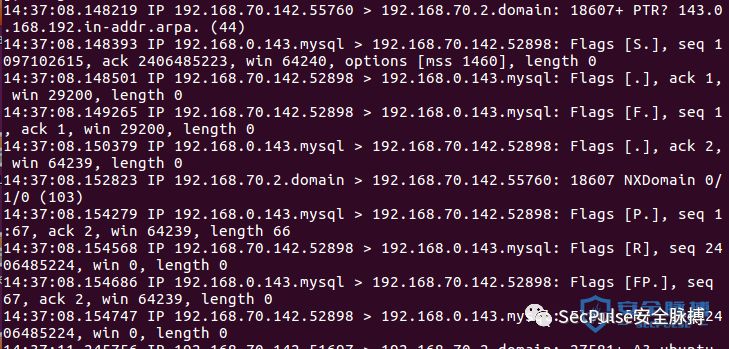 14:37:08.148219 IP 192.168.70.142.55760 > 192.168.70.2.domain: 18607+ PTR? 143.0
.168.192.in-addr.arpa. (44)
14:37:08.148393 IP 192.168.0.143.mysql > 192.168.70.142.52898: Flags [S.], seq 1
097102615, ack 2406485223, win 64240, options [mss 1460], length 0
14:37:08.148501 IP 192.168.70.142.52898 > 192.168.0.143.mysql: Flags [.], ack 1,
win 29200, length 0
14:37:08.149265 IP 192.168.70.142.52898 > 192.168.0.143.mysql: Flags [F.], seq 1
, ack 1, win 29200, length 0
14:37:08.150379 IP 192.168.0.143.mysql > 192.168.70.142.52898: Flags [.], ack 2,
win 64239, length 0
14:37:08.152823 IP 192.168.70.2.domain > 192.168.70.142.55760: 18607 NXDomain 0/
1/0 (103)
14:37:08.154279 IP 192.168.0.143.mysql > 192.168.70.142.52898: Flags [P.], seq 1
:67, ack 2, win 64239, length 66
14:37:08.154568 IP 192.168.70.142.52898 > 192.168.0.143.mysql: Flags [R], seq 24
06485224, win 0, length 0
14:37:08.154686 IP 192.168.0.143.mysql > 192.168.70.142.52898: Flags [FP.], seq
67, ack 2, win 64239, length 0
14:37:08.154747 IP 192.168.70.142.52898 > 192.168.0.143.mysql: 24
06485224, win 0, length 0
SecPulse安全脉搏
安全脉搏